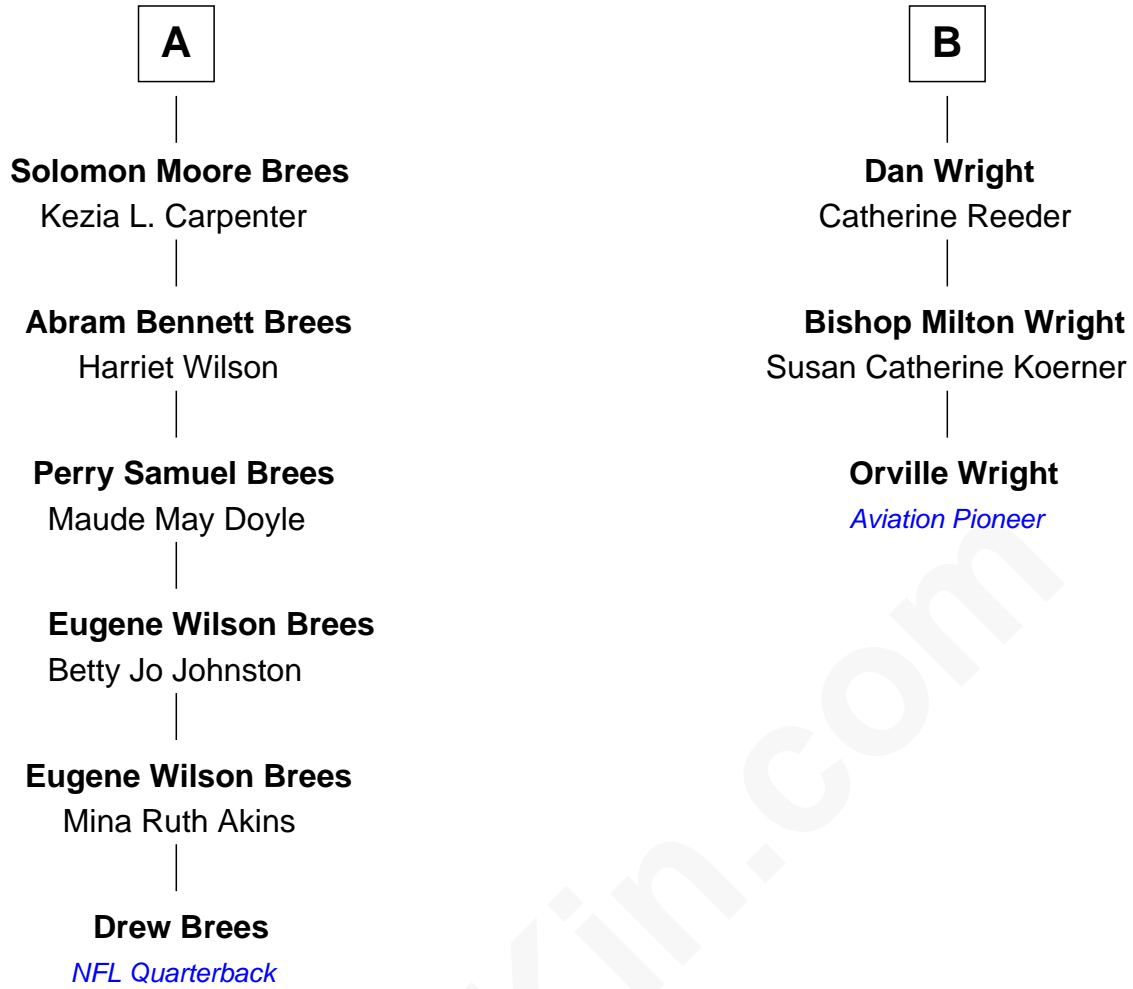 A
B
Solomon Moore Brees
Kezia L. Carpenter
Dan Wright
Catherine Reeder
Abram Bennett Brees
Harriet Wilson
Bishop Milton Wright
Susan Catherine Koerner
Perry Samuel Brees
Maude May Doyle
Orville Wright
Aviation Pioneer
Eugene Wilson Brees
Betty Jo Johnston
Eugene Wilson Brees
Mina Ruth Akins
Drew Brees
NFL Quarterback